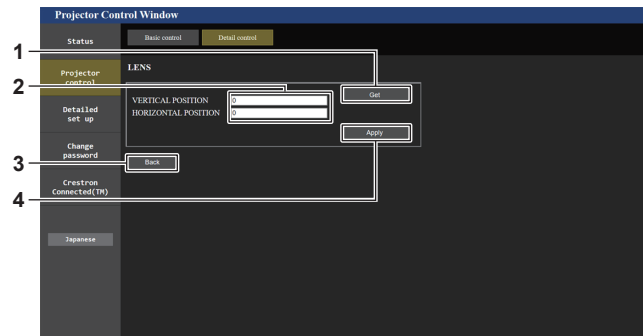 Projector Control Window
Status
Basic control
Detail control
1
LENS
Projector
control
2
Get
VERTICAL POSITION
0
HORIZONTAL POSITION
0
Detailed
set up
Apply
Change
password
3
Back
Crestron
Connected(TM)
4
Japanese